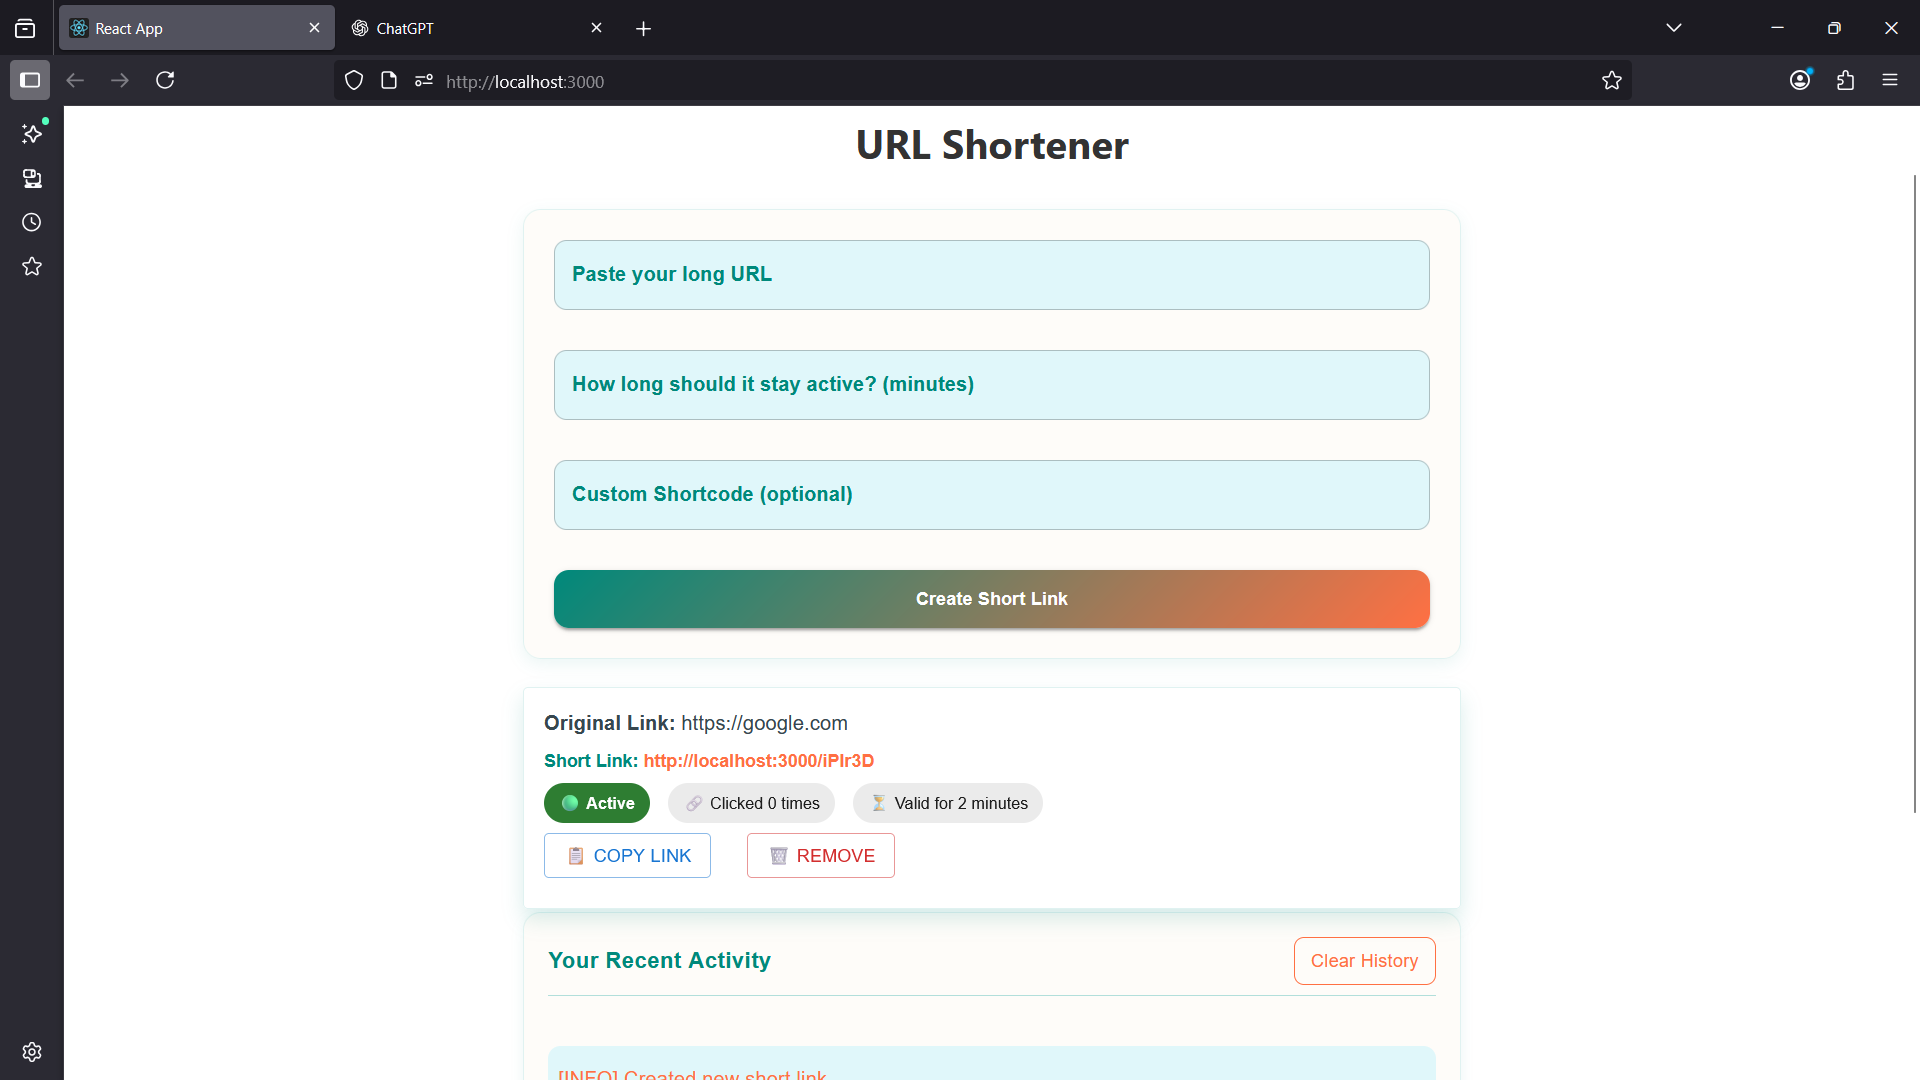 React App
ChatGPT
http://localhost:3000
URL Shortener
Paste your long URL
How long should it stay active? (minutes)
Custom Shortcode (optional)
Create Short Link
Original Link: https://google.com
Short Link: http://localhost:3000/iPIr3D
Active
Clicked 0 times
Valid for 2 minutes
COPY LINK
REMOVE
Your Recent Activity
Clear History
[INFO] Created new short link